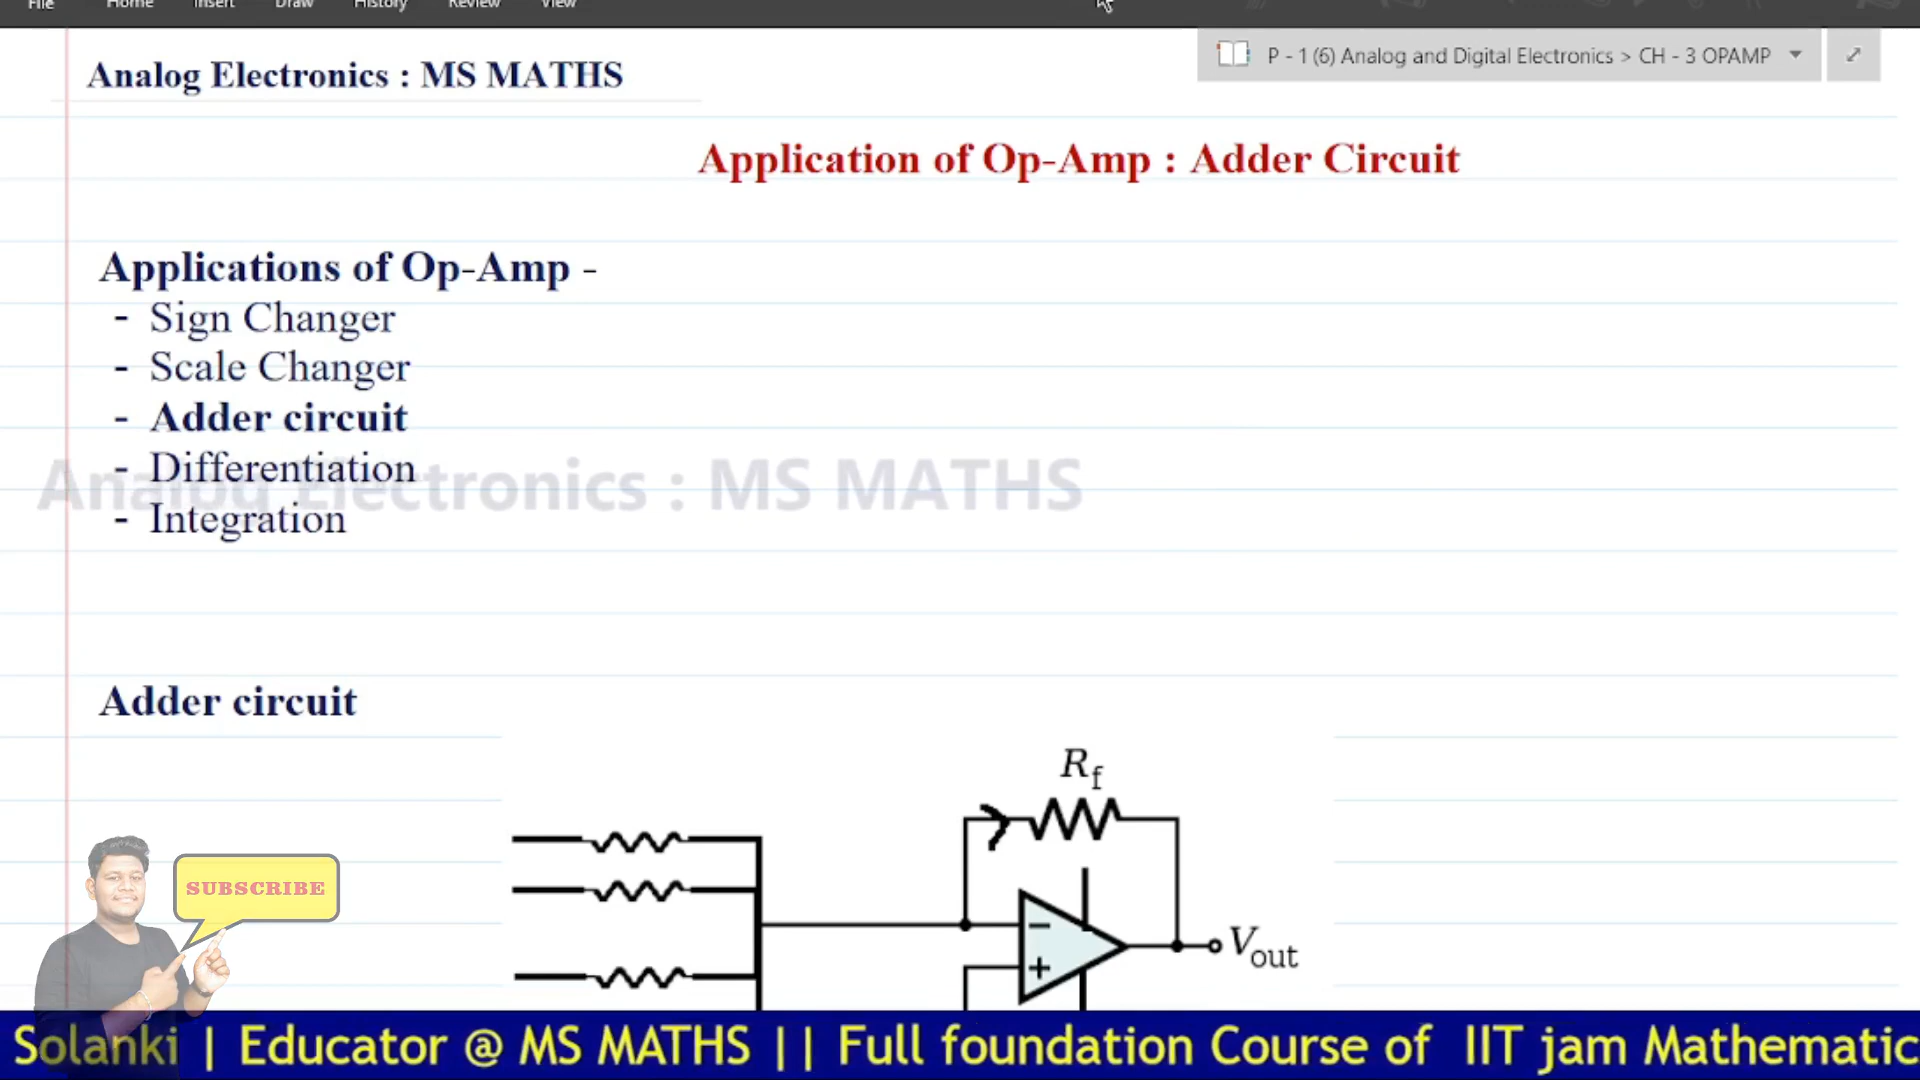 File Home Insert Draw History Review View
P - 1 (6) Analog and Digital Electronics > CH - 3 OPAMP
Analog Electronics : MS MATHS
Application of Op-Amp : Adder Circuit
Applications of Op-Amp -
- Sign Changer
- Scale Changer
- Adder circuit
- Differentiation
- Integration
Analog Electronics : MS MATHS
Adder circuit
Rf
−
+
Vout
SUBSCRIBE
Solanki | Educator @ MS MATHS || Full foundation Course of IIT jam Mathematic